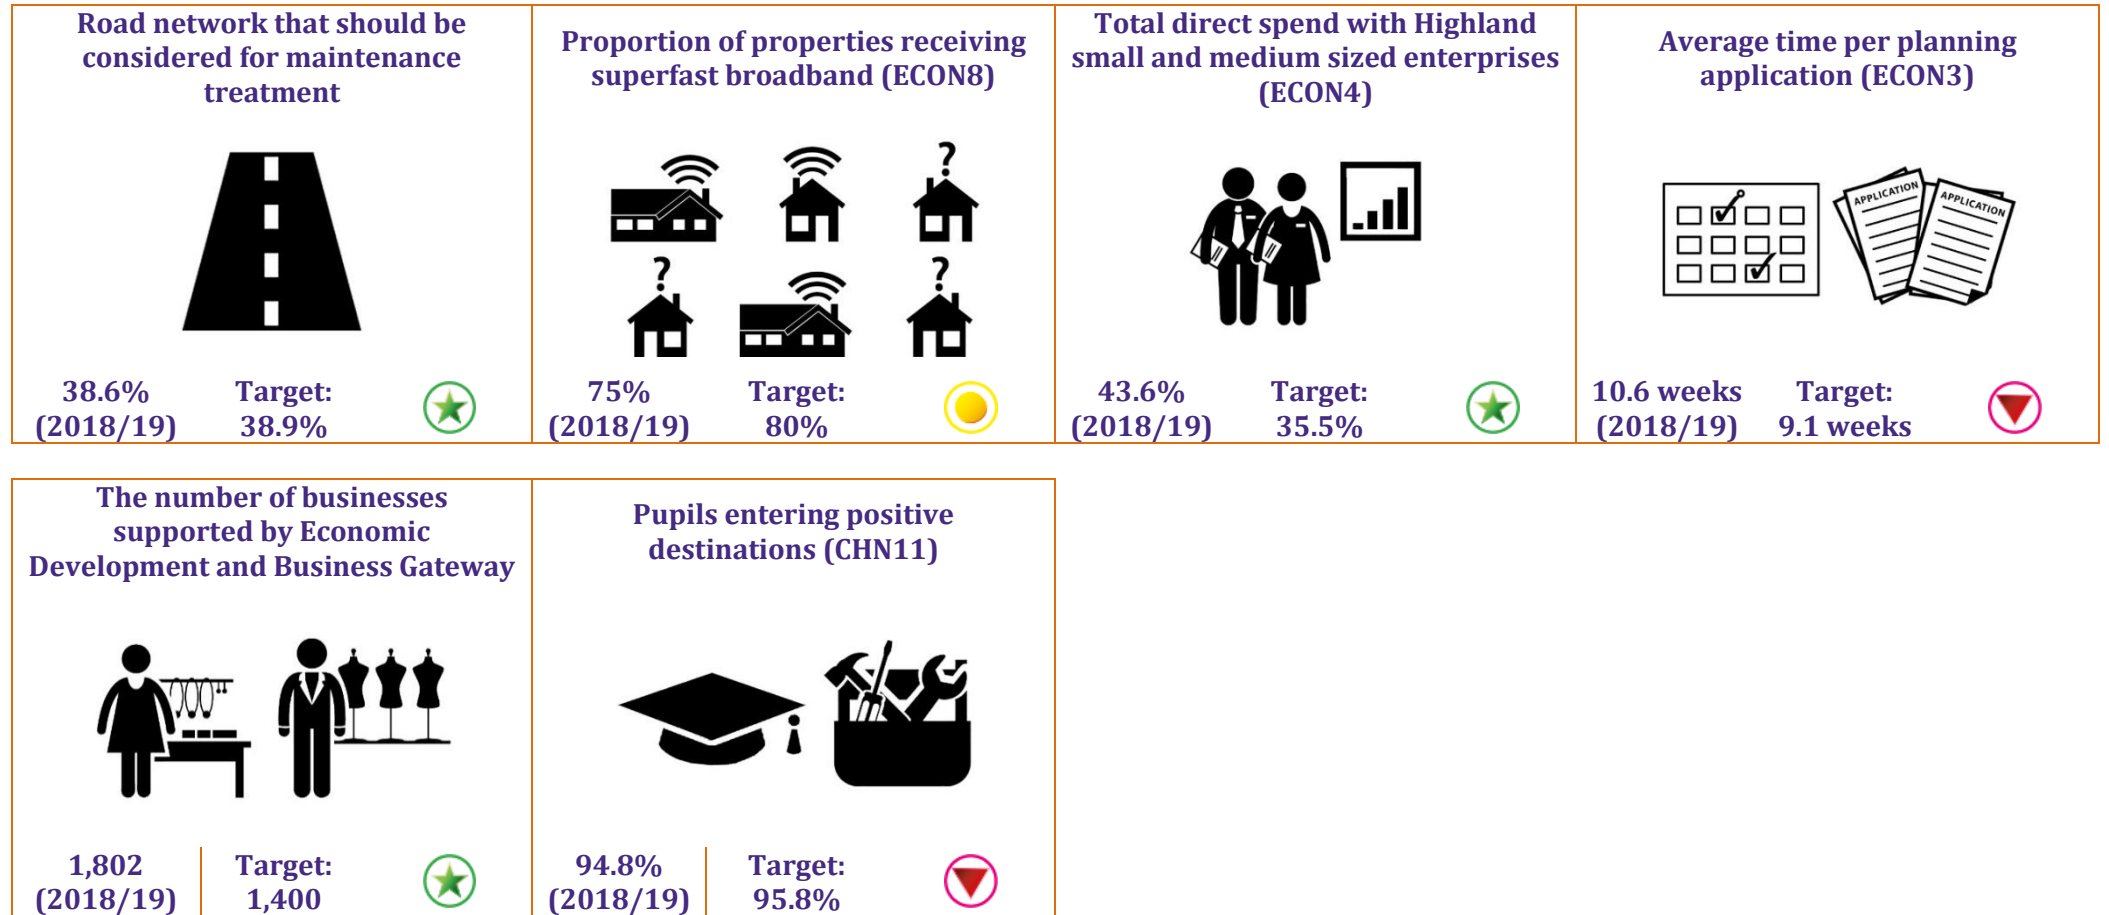 Road network that should be
considered for maintenance
treatment
38.6%
(2018/19)
Target:
38.9%
Proportion of properties receiving
superfast broadband (ECON8)
?
?
?
?
75%
(2018/19)
Target:
80%
Total direct spend with Highland
small and medium sized enterprises
(ECON4)
43.6%
(2018/19)
Target:
35.5%
Average time per planning
application (ECON3)
APPLICATION
APPLICATION
10.6 weeks
(2018/19)
Target:
9.1 weeks
The number of businesses
supported by Economic
Development and Business Gateway
1,802
(2018/19)
Target:
1,400
Pupils entering positive
destinations (CHN11)
94.8%
(2018/19)
Target:
95.8%